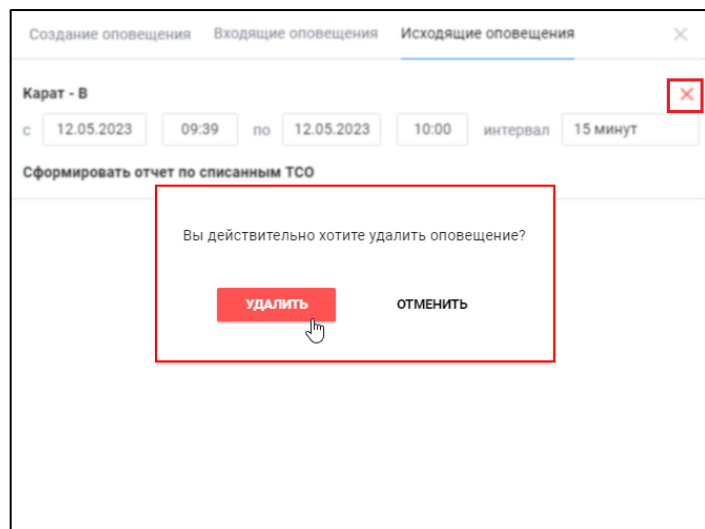 Создание оповещения Входящие оповещения Исходящие оповещения
Карат - В
с 12.05.2023 09:39 по 12.05.2023 10:00 интервал 15 минут
Сформировать отчет по списанным ТСО
Вы действительно хотите удалить оповещение?
УДАЛИТЬ ОТМЕНИТЬ